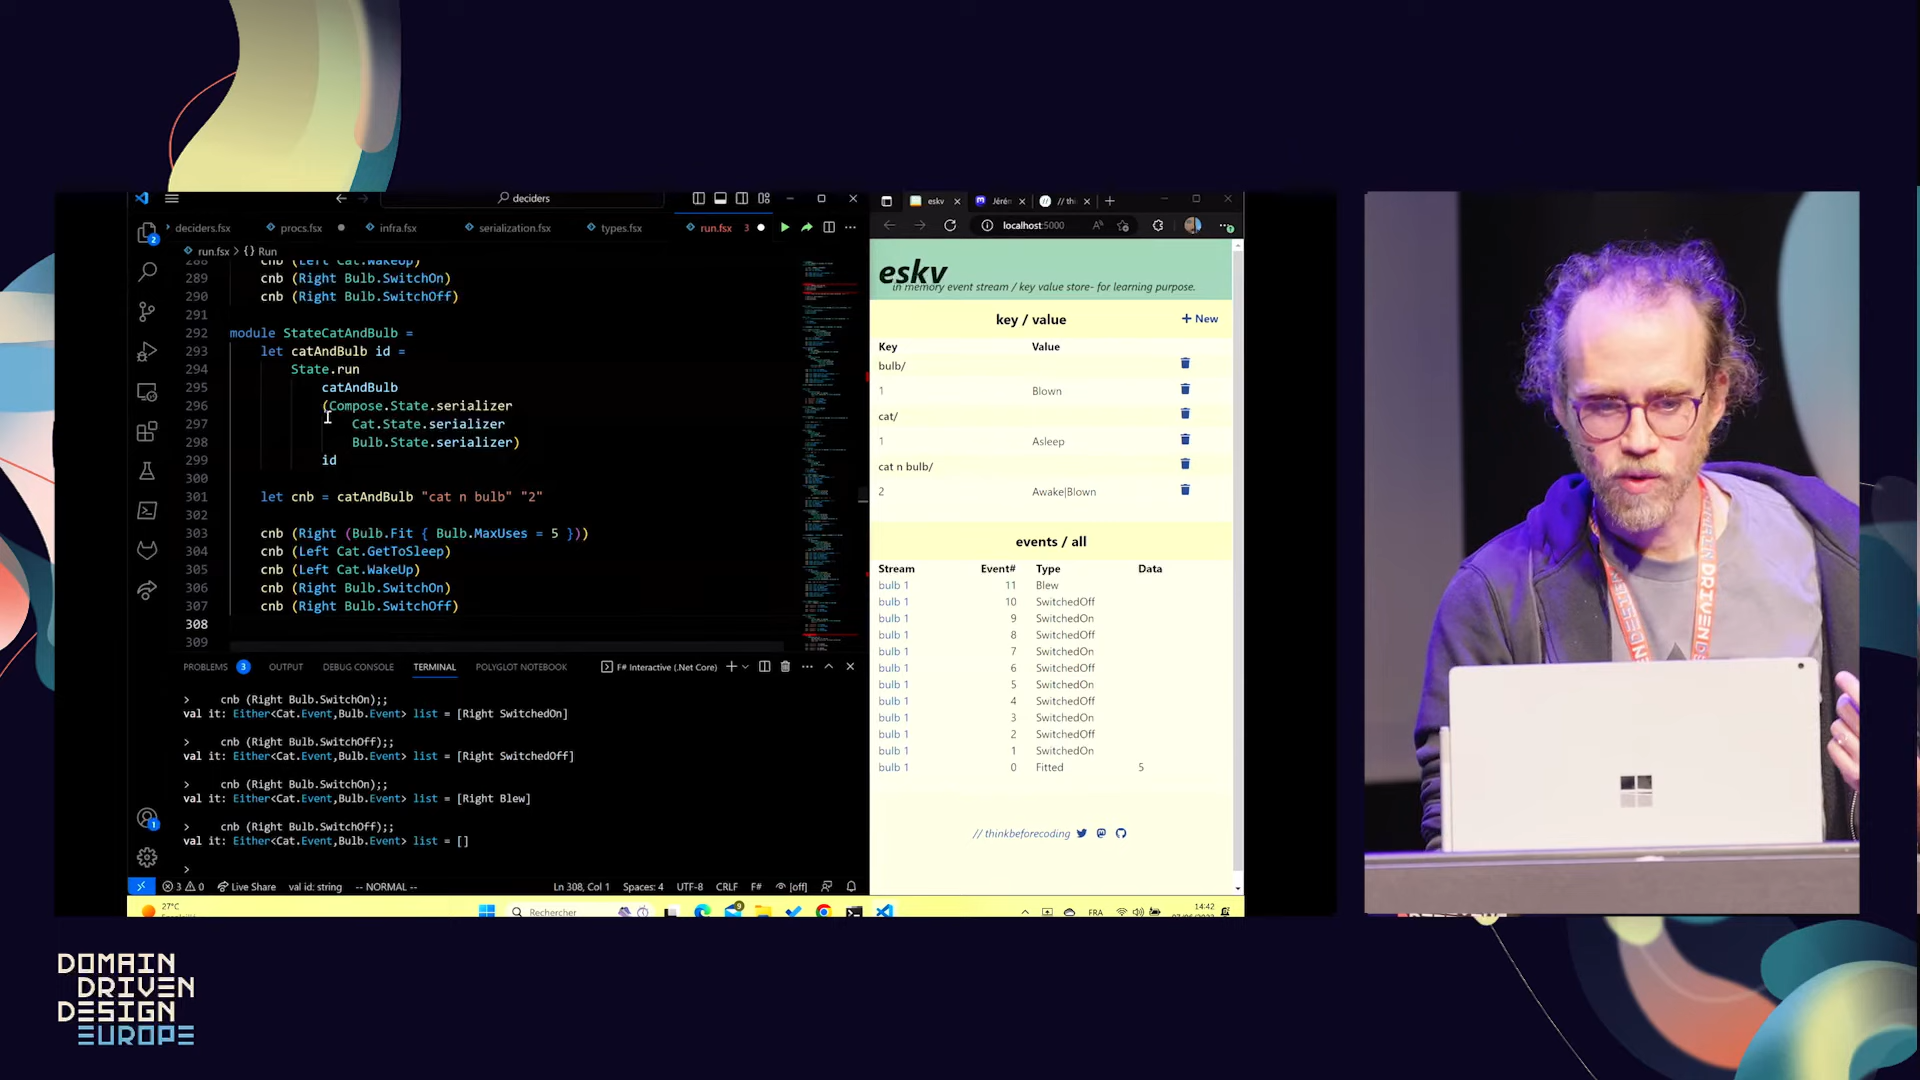 deciders
deciders.fsx
procs.fsx
infra.fsx
serialization.fsx
types.fsx
run.fsx 3
run.fsx > {} Run
288 cnb (Left Cat.WakeUp)
289 cnb (Right Bulb.SwitchOn)
290 cnb (Right Bulb.SwitchOff)
291
292 module StateCatAndBulb =
293 let catAndBulb id =
294 State.run
295 catAndBulb
296 (Compose.State.serializer
297 Cat.State.serializer
298 Bulb.State.serializer)
299 id
300
301 let cnb = catAndBulb "cat n bulb" "2"
302
303 cnb (Right (Bulb.Fit { Bulb.MaxUses = 5 }))
304 cnb (Left Cat.GetToSleep)
305 cnb (Left Cat.WakeUp)
306 cnb (Right Bulb.SwitchOn)
307 cnb (Right Bulb.SwitchOff)
308
309
PROBLEMS 3 OUTPUT DEBUG CONSOLE TERMINAL POLYGLOT NOTEBOOK F# Interactive (.Net Core)
> cnb (Right Bulb.SwitchOn);;
val it: Either<Cat.Event,Bulb.Event> list = [Right SwitchedOn]
> cnb (Right Bulb.SwitchOff);;
val it: Either<Cat.Event,Bulb.Event> list = [Right SwitchedOff]
> cnb (Right Bulb.SwitchOn);;
val it: Either<Cat.Event,Bulb.Event> list = [Right Blew]
> cnb (Right Bulb.SwitchOff);;
val it: Either<Cat.Event,Bulb.Event> list = []
>
3 0 Live Share val id: string -- NORMAL -- Ln 308, Col 1 Spaces: 4 UTF-8 CRLF F# [off]
27°C
Rechercher
FRA
14:42
eskv
Jérém
// thi
localhost:5000
eskv
in memory event stream / key value store- for learning purpose.
key / value
+ New
Key Value
bulb/
1 Blown
cat/
1 Asleep
cat n bulb/
2 Awake|Blown
events / all
Stream Event# Type Data
bulb 1 11 Blew
bulb 1 10 SwitchedOff
bulb 1 9 SwitchedOn
bulb 1 8 SwitchedOff
bulb 1 7 SwitchedOn
bulb 1 6 SwitchedOff
bulb 1 5 SwitchedOn
bulb 1 4 SwitchedOff
bulb 1 3 SwitchedOn
bulb 1 2 SwitchedOff
bulb 1 1 SwitchedOn
bulb 1 0 Fitted 5
// thinkbeforecoding
DOMAIN
DRIVEN
DESIGN
EUROPE